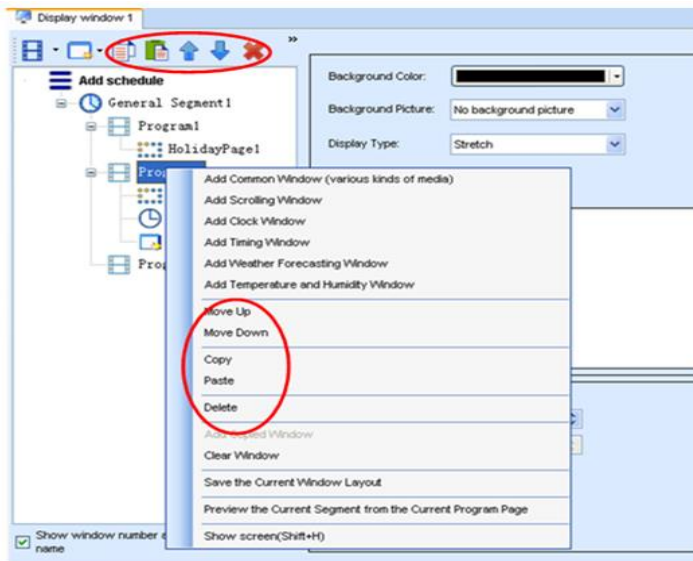 Display window 1
»
Add schedule
General Segment1
Program1
HolidayPage1
Prog
Prog
Background Color:
Background Picture: No background picture
Display Type: Stretch
Add Common Window (various kinds of media)
Add Scrolling Window
Add Clock Window
Add Timing Window
Add Weather Forecasting Window
Add Temperature and Humidity Window
Move Up
Move Down
Copy
Paste
Delete
Add Copied Window
Clear Window
Save the Current Window Layout
Preview the Current Segment from the Current Program Page
Show screen(Shift+H)
Show window number a
name